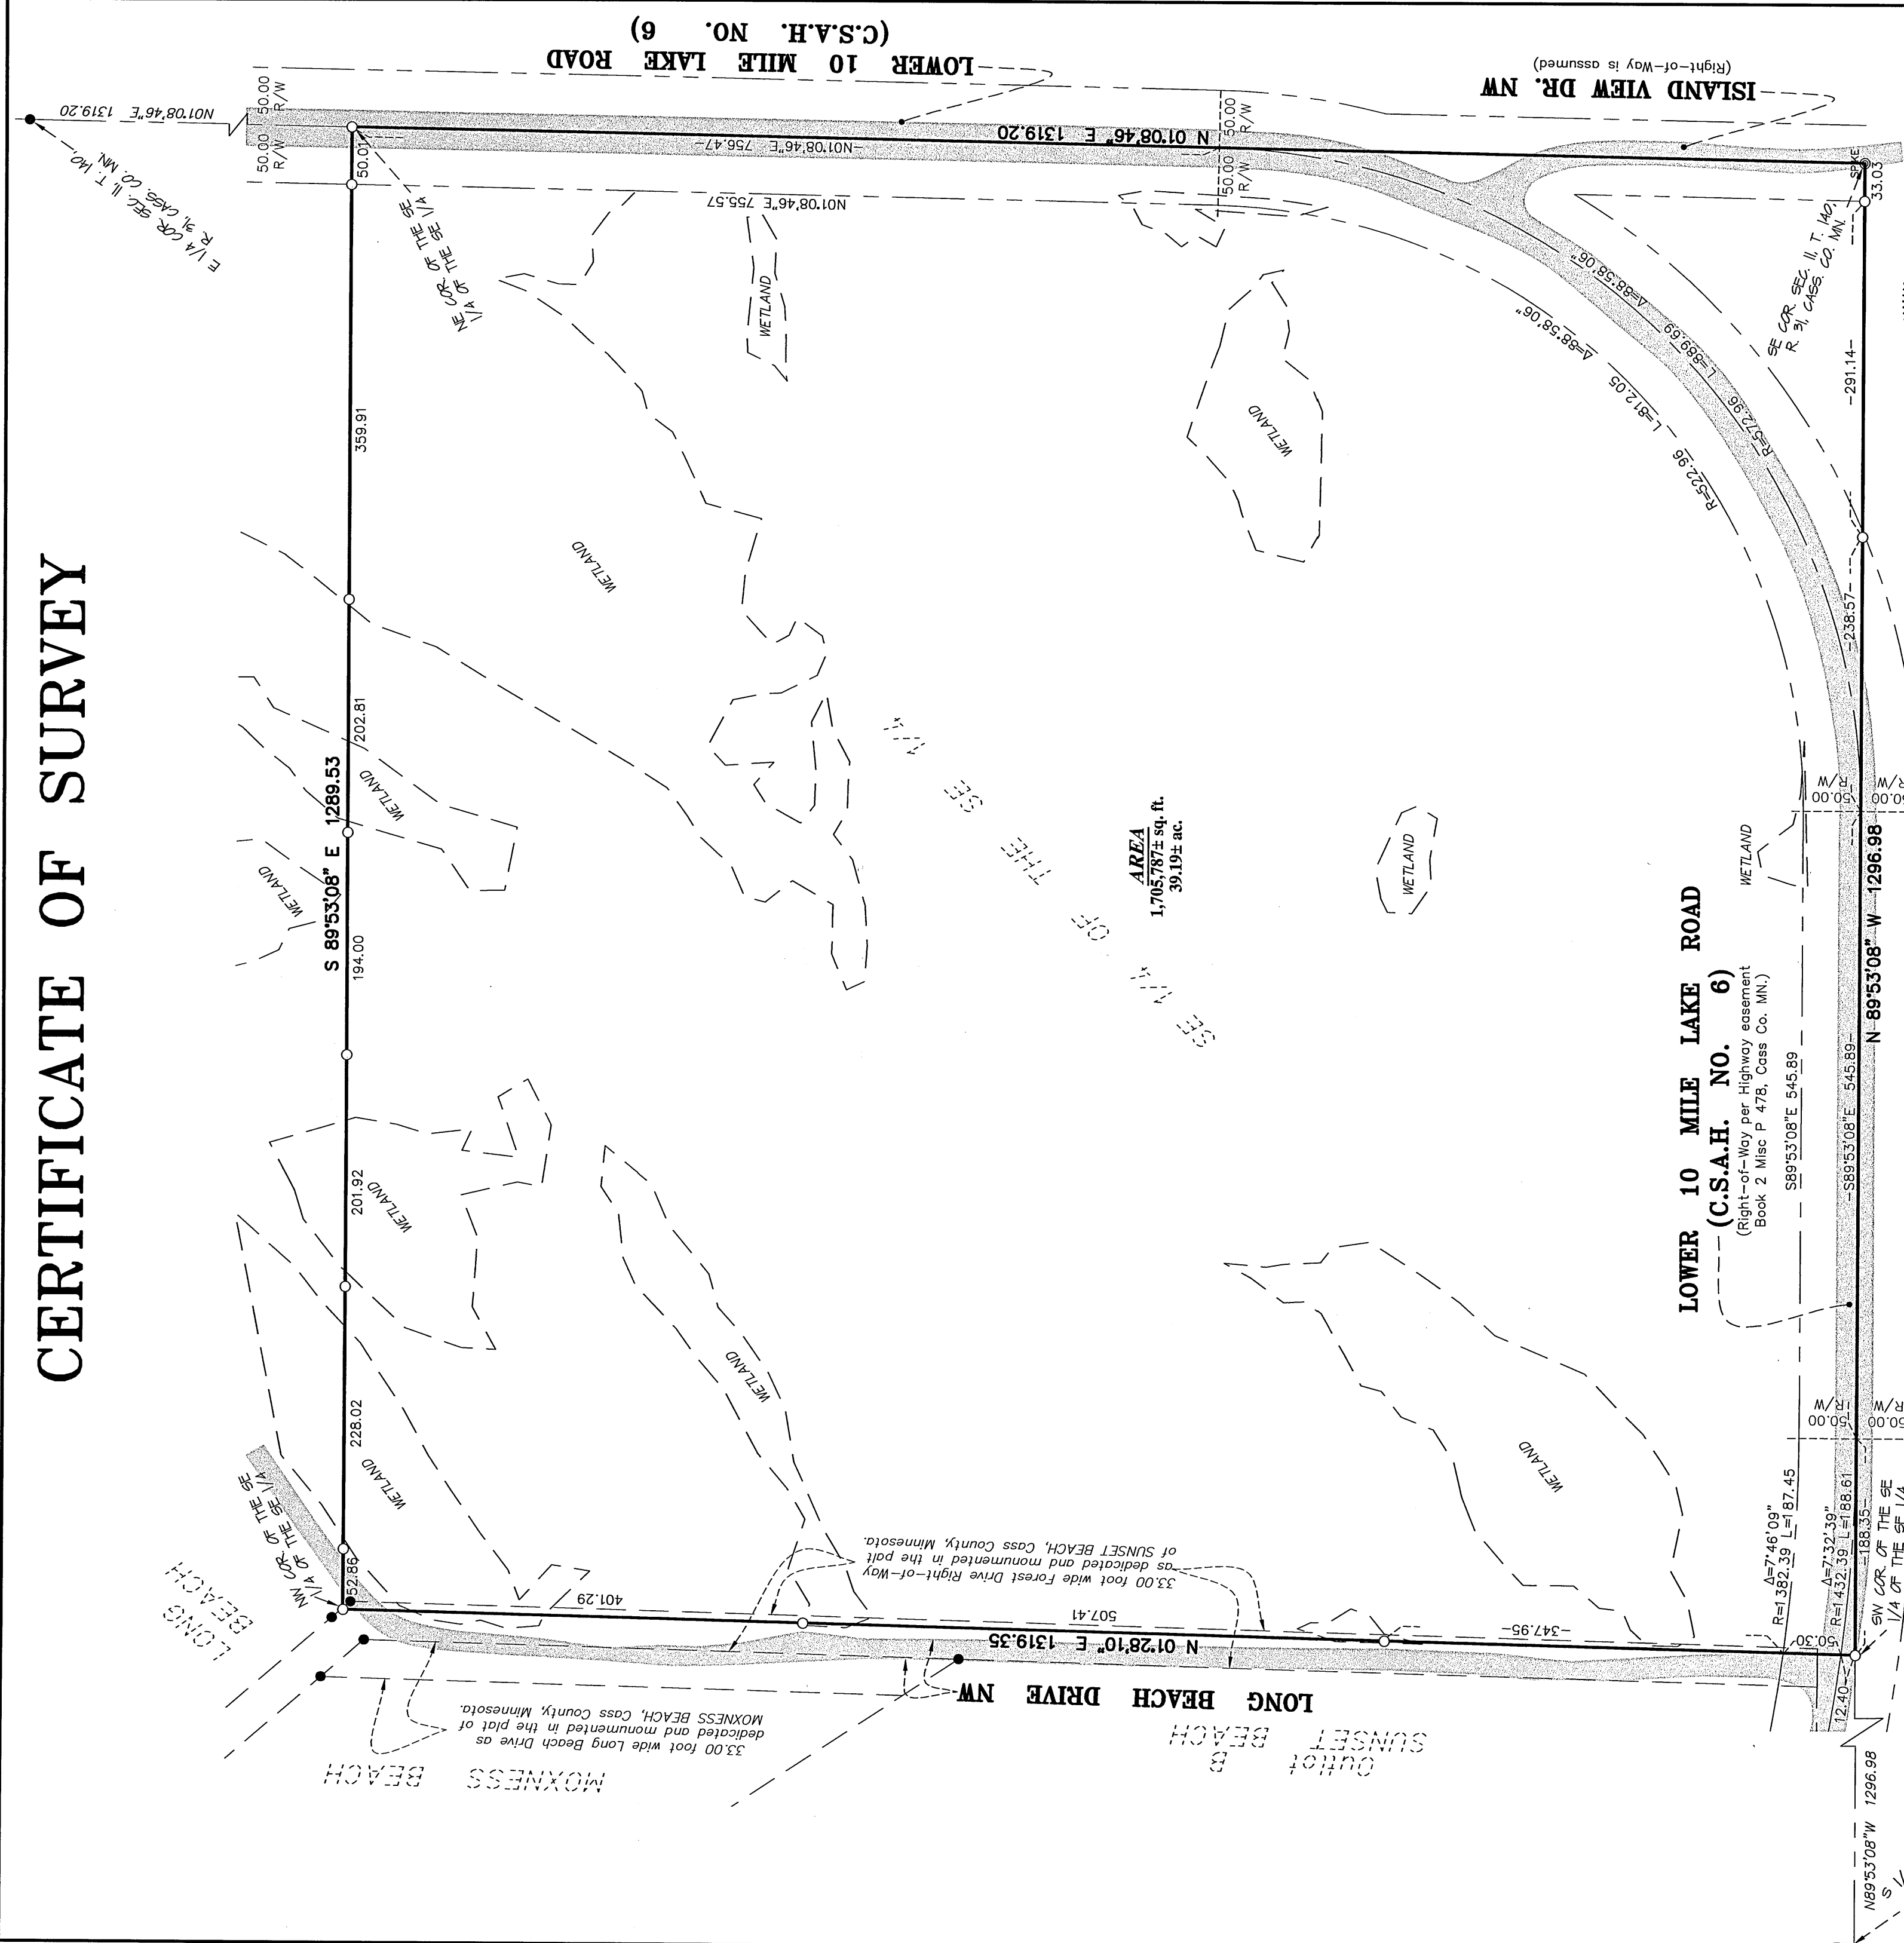 CERTIFICATE OF SURVEY
LOWER 10 MILE LAKE ROAD
(C.S.A.H. NO. 6)
ISLAND VIEW DR. NW
(Right-of-Way is assumed)
N01°08'46"E 1319.20
E 1/4 COR. SEC. 11, T. 140,
R. 31, CASS. CO. MN.
50.00
R/W
50.00
R/W
50.01
N 01°08'46" E 1319.20
-N01°08'46"E 756.47-
N01°08'46"E 755.57
50.00
R/W
50.00
R/W
NE COR. OF THE SE
1/4 OF THE SE 1/4
SPIKE
33.03
SE COR. SEC. 11, T. 140,
R. 31, CASS. CO. MN.
-291.14-
-238.57-
Δ=88°58'06"
L=889.69
R=572.96
Δ=88°58'06"
L=812.05
R=522.96
S 89°53'08" E 1289.53
359.91
202.81
194.00
201.92
228.02
52.86
WETLAND
WETLAND
WETLAND
WETLAND
WETLAND
WETLAND
WETLAND
WETLAND
WETLAND
WETLAND
WETLAND
WETLAND
SE 1/4 OF THE SE 1/4
AREA
1,705,787± sq. ft.
39.19± ac.
LOWER 10 MILE LAKE ROAD
(C.S.A.H. NO. 6)
(Right-of-Way per Highway easement
Book 2 Misc P 478, Cass Co. MN.)
S89°53'08"E 545.89
-S89°53'08"E 545.89-
N 89°53'08" W 1296.98
50.00
R/W
R/W
50.00
R/W
R/W
Δ=7°46'09"
R=1382.39 L=187.45
Δ=7°32'39"
R=1432.39 L=188.61
-188.35-
50.30
12.40
SW COR. OF THE SE
1/4 OF THE SE 1/4
N89°53'08"W 1296.98
NW COR. OF THE SE
1/4 OF THE SE 1/4
LONG
BEACH
401.29
507.41
-347.95-
N 01°28'10" E 1319.35
33.00 foot wide Forest Drive Right-of-Way
as dedicated and monumented in the palt
of SUNSET BEACH, Cass County, Minnesota.
LONG BEACH DRIVE NW
33.00 foot wide Long Beach Drive as
dedicated and monumented in the plat of
MOXNESS BEACH, Cass County, Minnesota.
MOXNESS BEACH
Outlot B
SUNSET BEACH